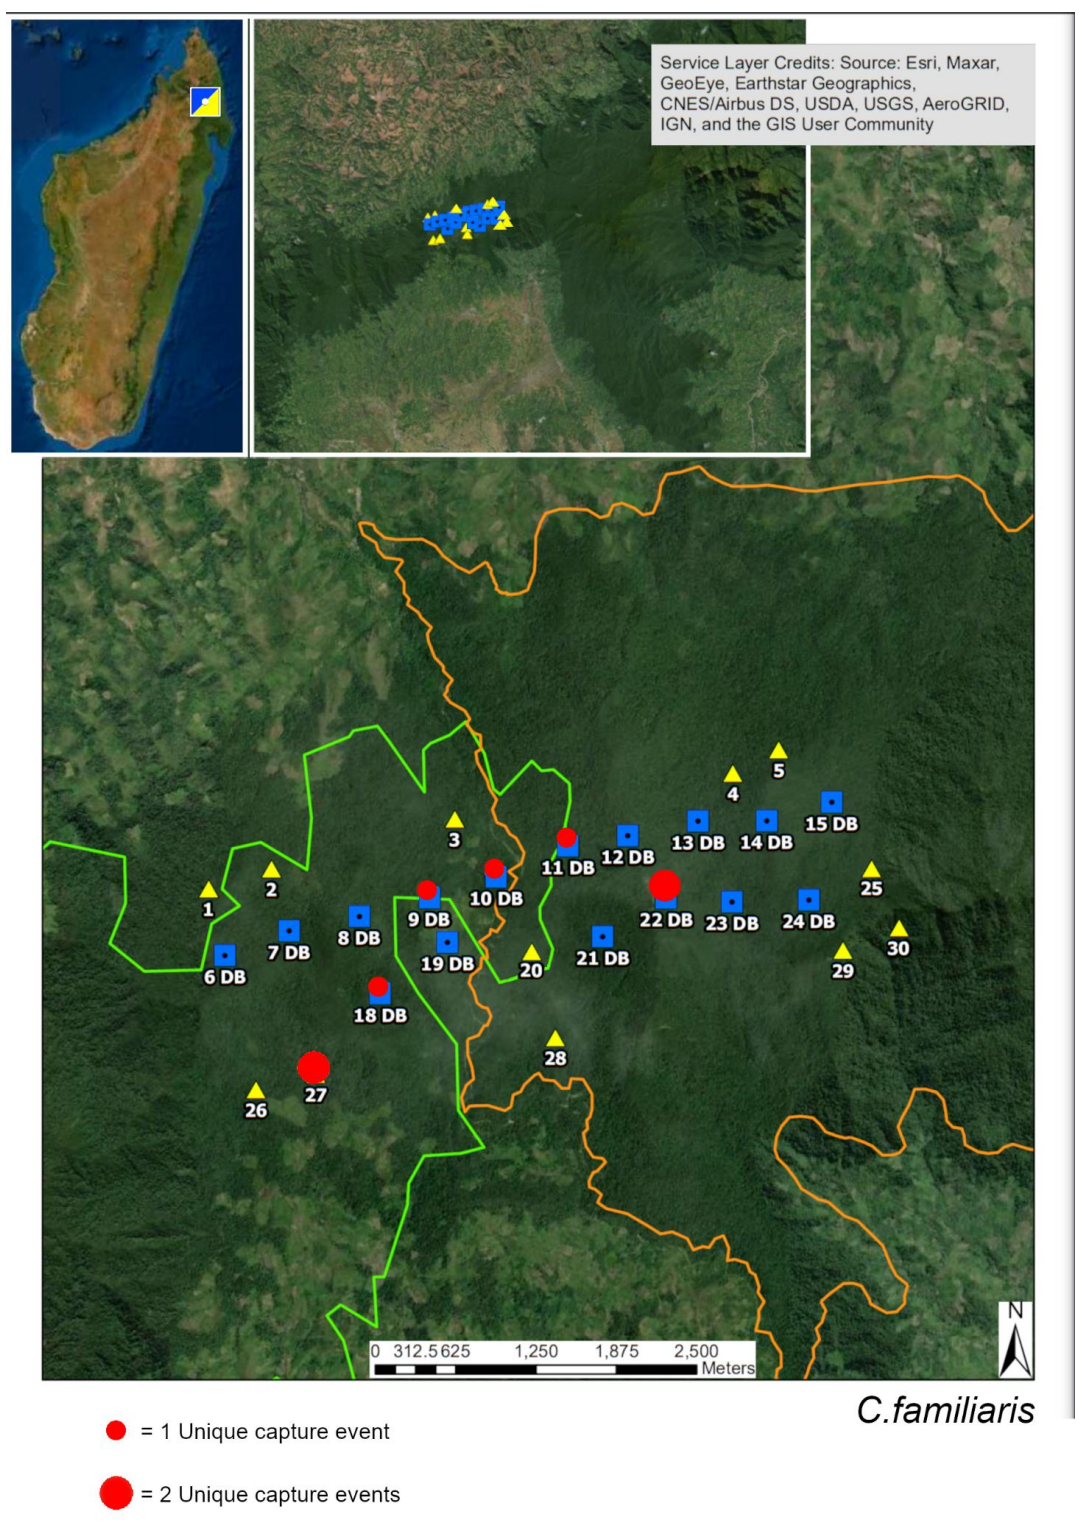 Service Layer Credits: Source: Esri, Maxar,
GeoEye, Earthstar Geographics,
CNES/Airbus DS, USDA, USGS, AeroGRID,
IGN, and the GIS User Community
5
4
15 DB
3
13 DB
14 DB
12 DB
11 DB
2
25
1
10 DB
9 DB
22 DB
23 DB
24 DB
8 DB
7 DB
30
19 DB
21 DB
6 DB
20
29
18 DB
28
27
26
N
0 312.5 625 1,250 1,875 2,500
Meters
C.familiaris
= 1 Unique capture event
= 2 Unique capture events